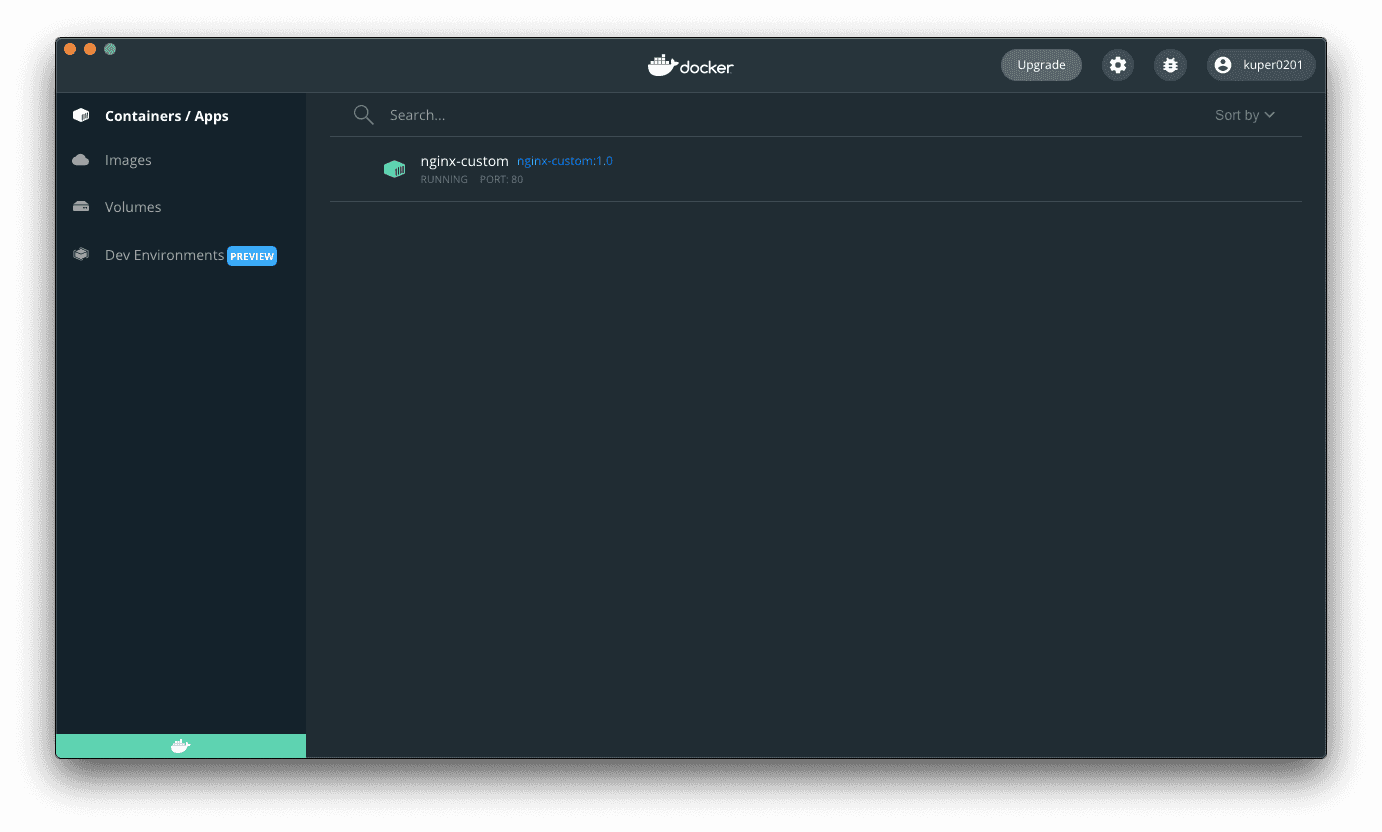 docker
Upgrade
kuper0201
Containers / Apps
Images
Volumes
Dev Environments PREVIEW
Search...
Sort by
nginx-custom nginx-custom:1.0
RUNNING PORT: 80